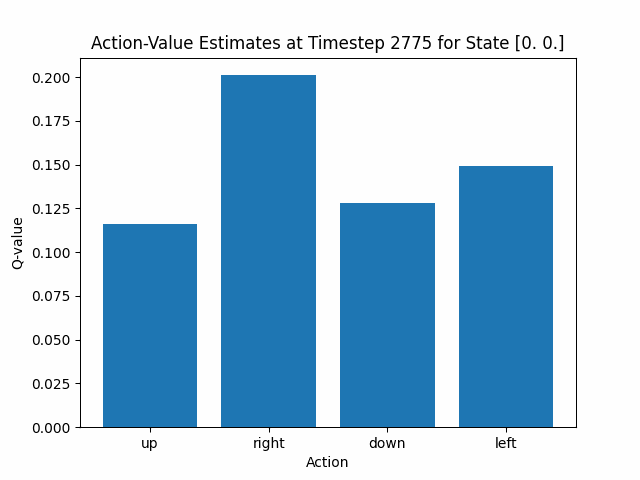 Action-Value Estimates at Timestep 2775 for State [0. 0.]
0.200
0.175
0.150
0.125
0.100
0.075
0.050
0.025
0.000
Q-value
up right down left
Action